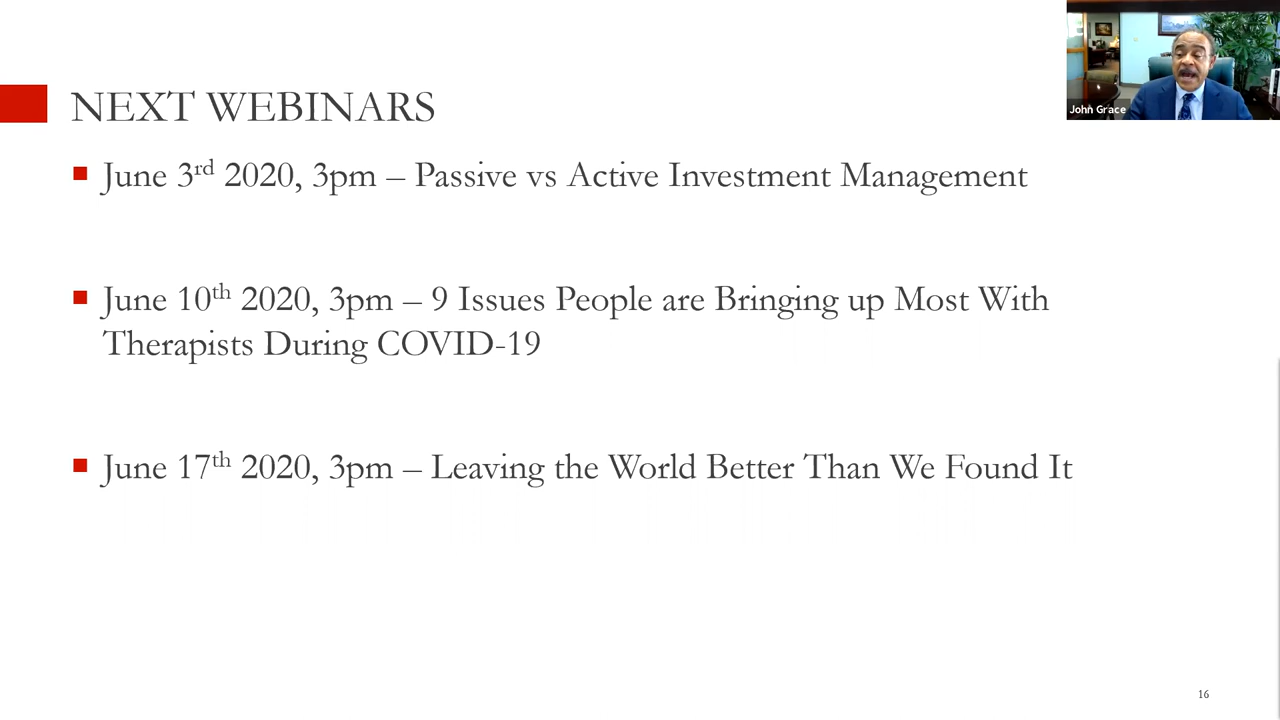 John Grace
NEXT WEBINARS
June 3rd 2020, 3pm – Passive vs Active Investment Management
June 10th 2020, 3pm – 9 Issues People are Bringing up Most With
Therapists During COVID-19
June 17th 2020, 3pm – Leaving the World Better Than We Found It
16